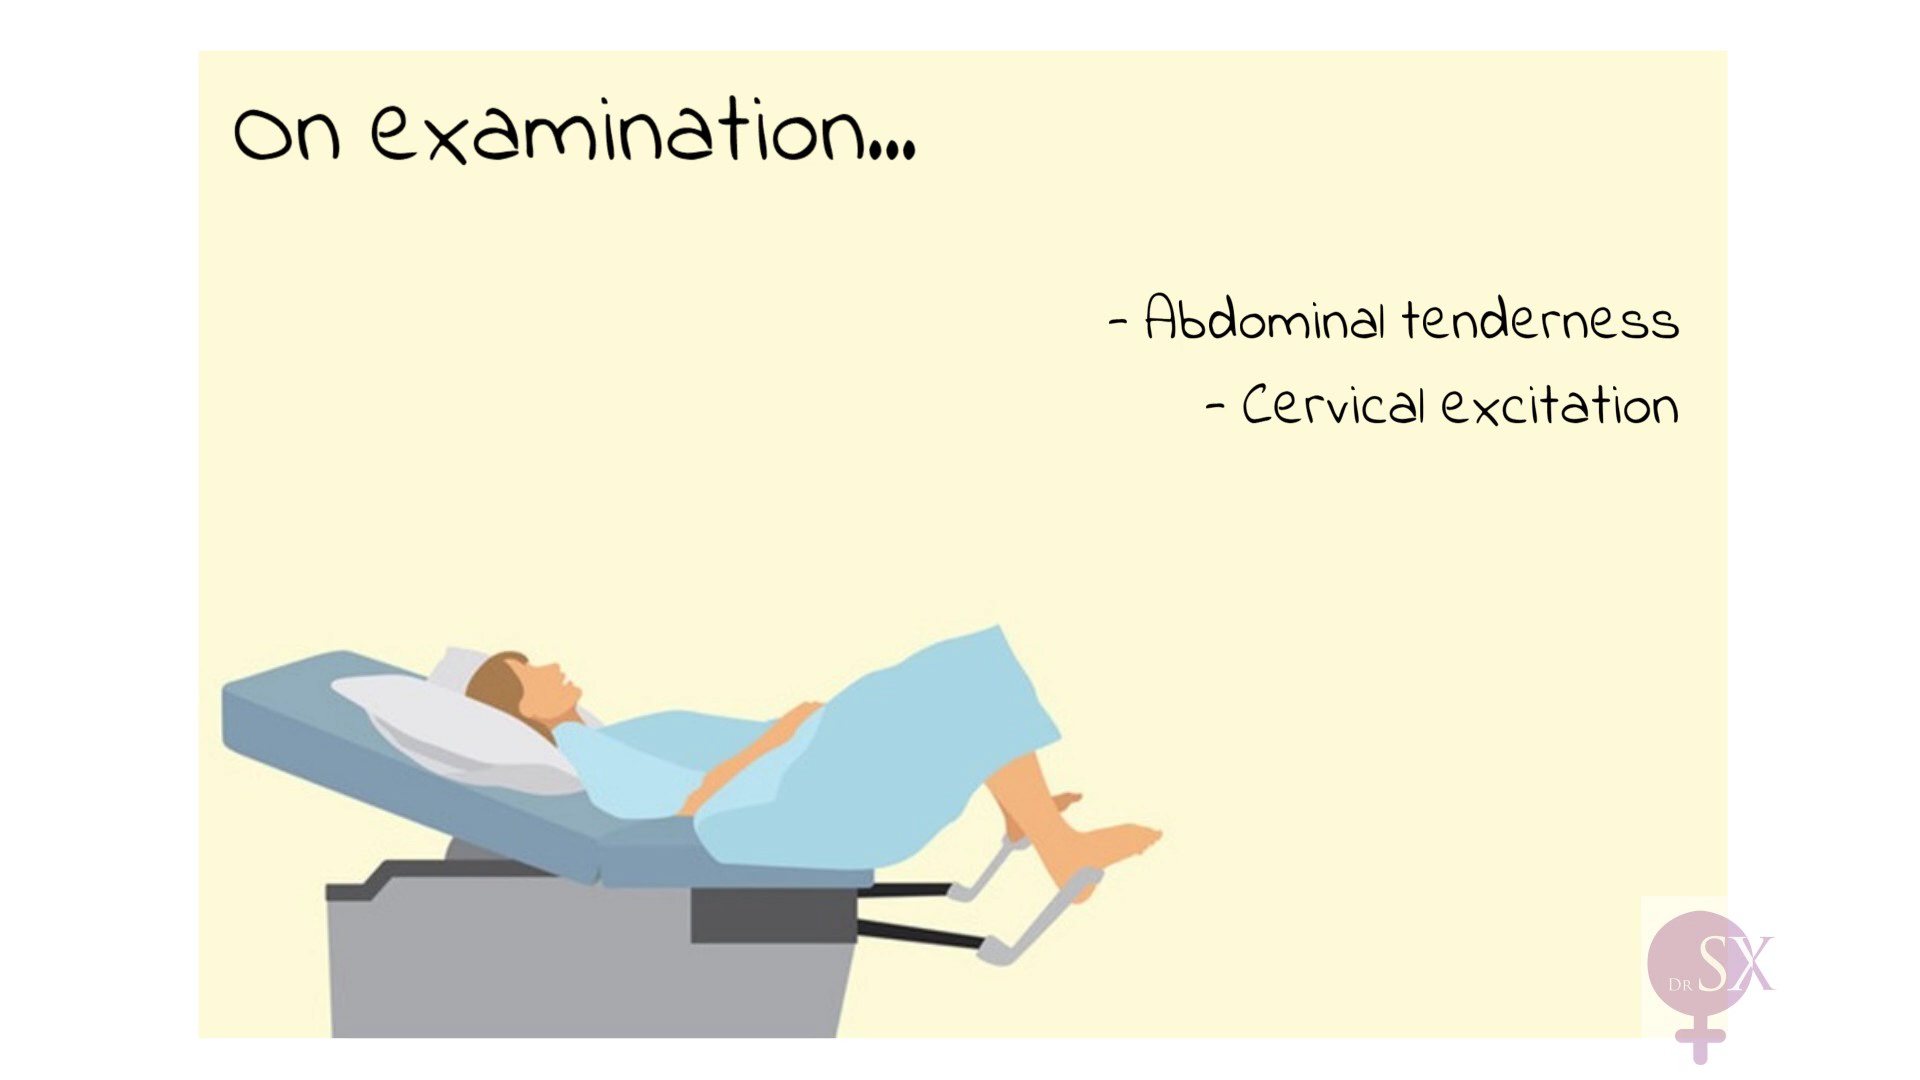 On examination...
- Abdominal tenderness
- Cervical excitation
DR SX